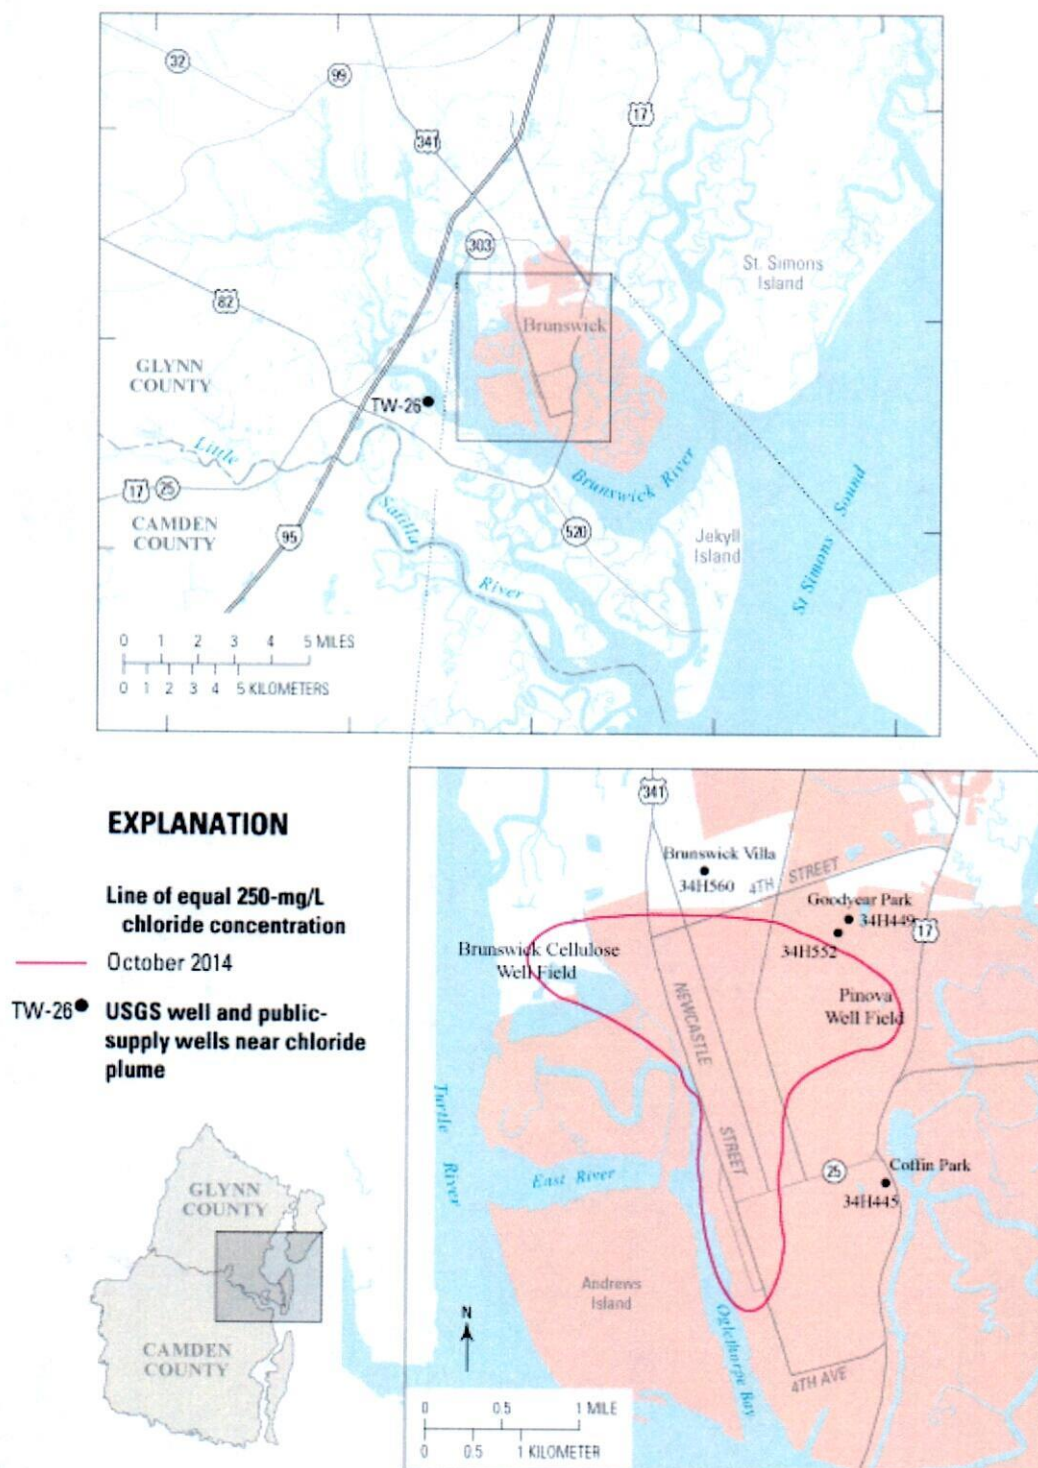 32
99
341
17
303
St. Simons
Island
82
Brunswick
GLYNN
COUNTY
TW-26
Little
Brunswick River
St Simons Sound
17
25
CAMDEN
COUNTY
Satilla
River
95
520
Jekyll
Island
0 1 2 3 4 5 MILES
0 1 2 3 4 5 KILOMETERS
EXPLANATION
Line of equal 250-mg/L
chloride concentration
October 2014
TW-26 USGS well and public-
supply wells near chloride
plume
GLYNN
COUNTY
CAMDEN
COUNTY
341
Brunswick Villa
34H560
4TH STREET
Goodyear Park
34H449
34H552
17
Brunswick Cellulose
Well Field
Pinova
Well Field
NEWCASTLE
STREET
Turtle
River
East River
25
Coffin Park
34H445
Andrews
Island
Oglethorpe Bay
4TH AVE
N
0 0.5 1 MILE
0 0.5 1 KILOMETER